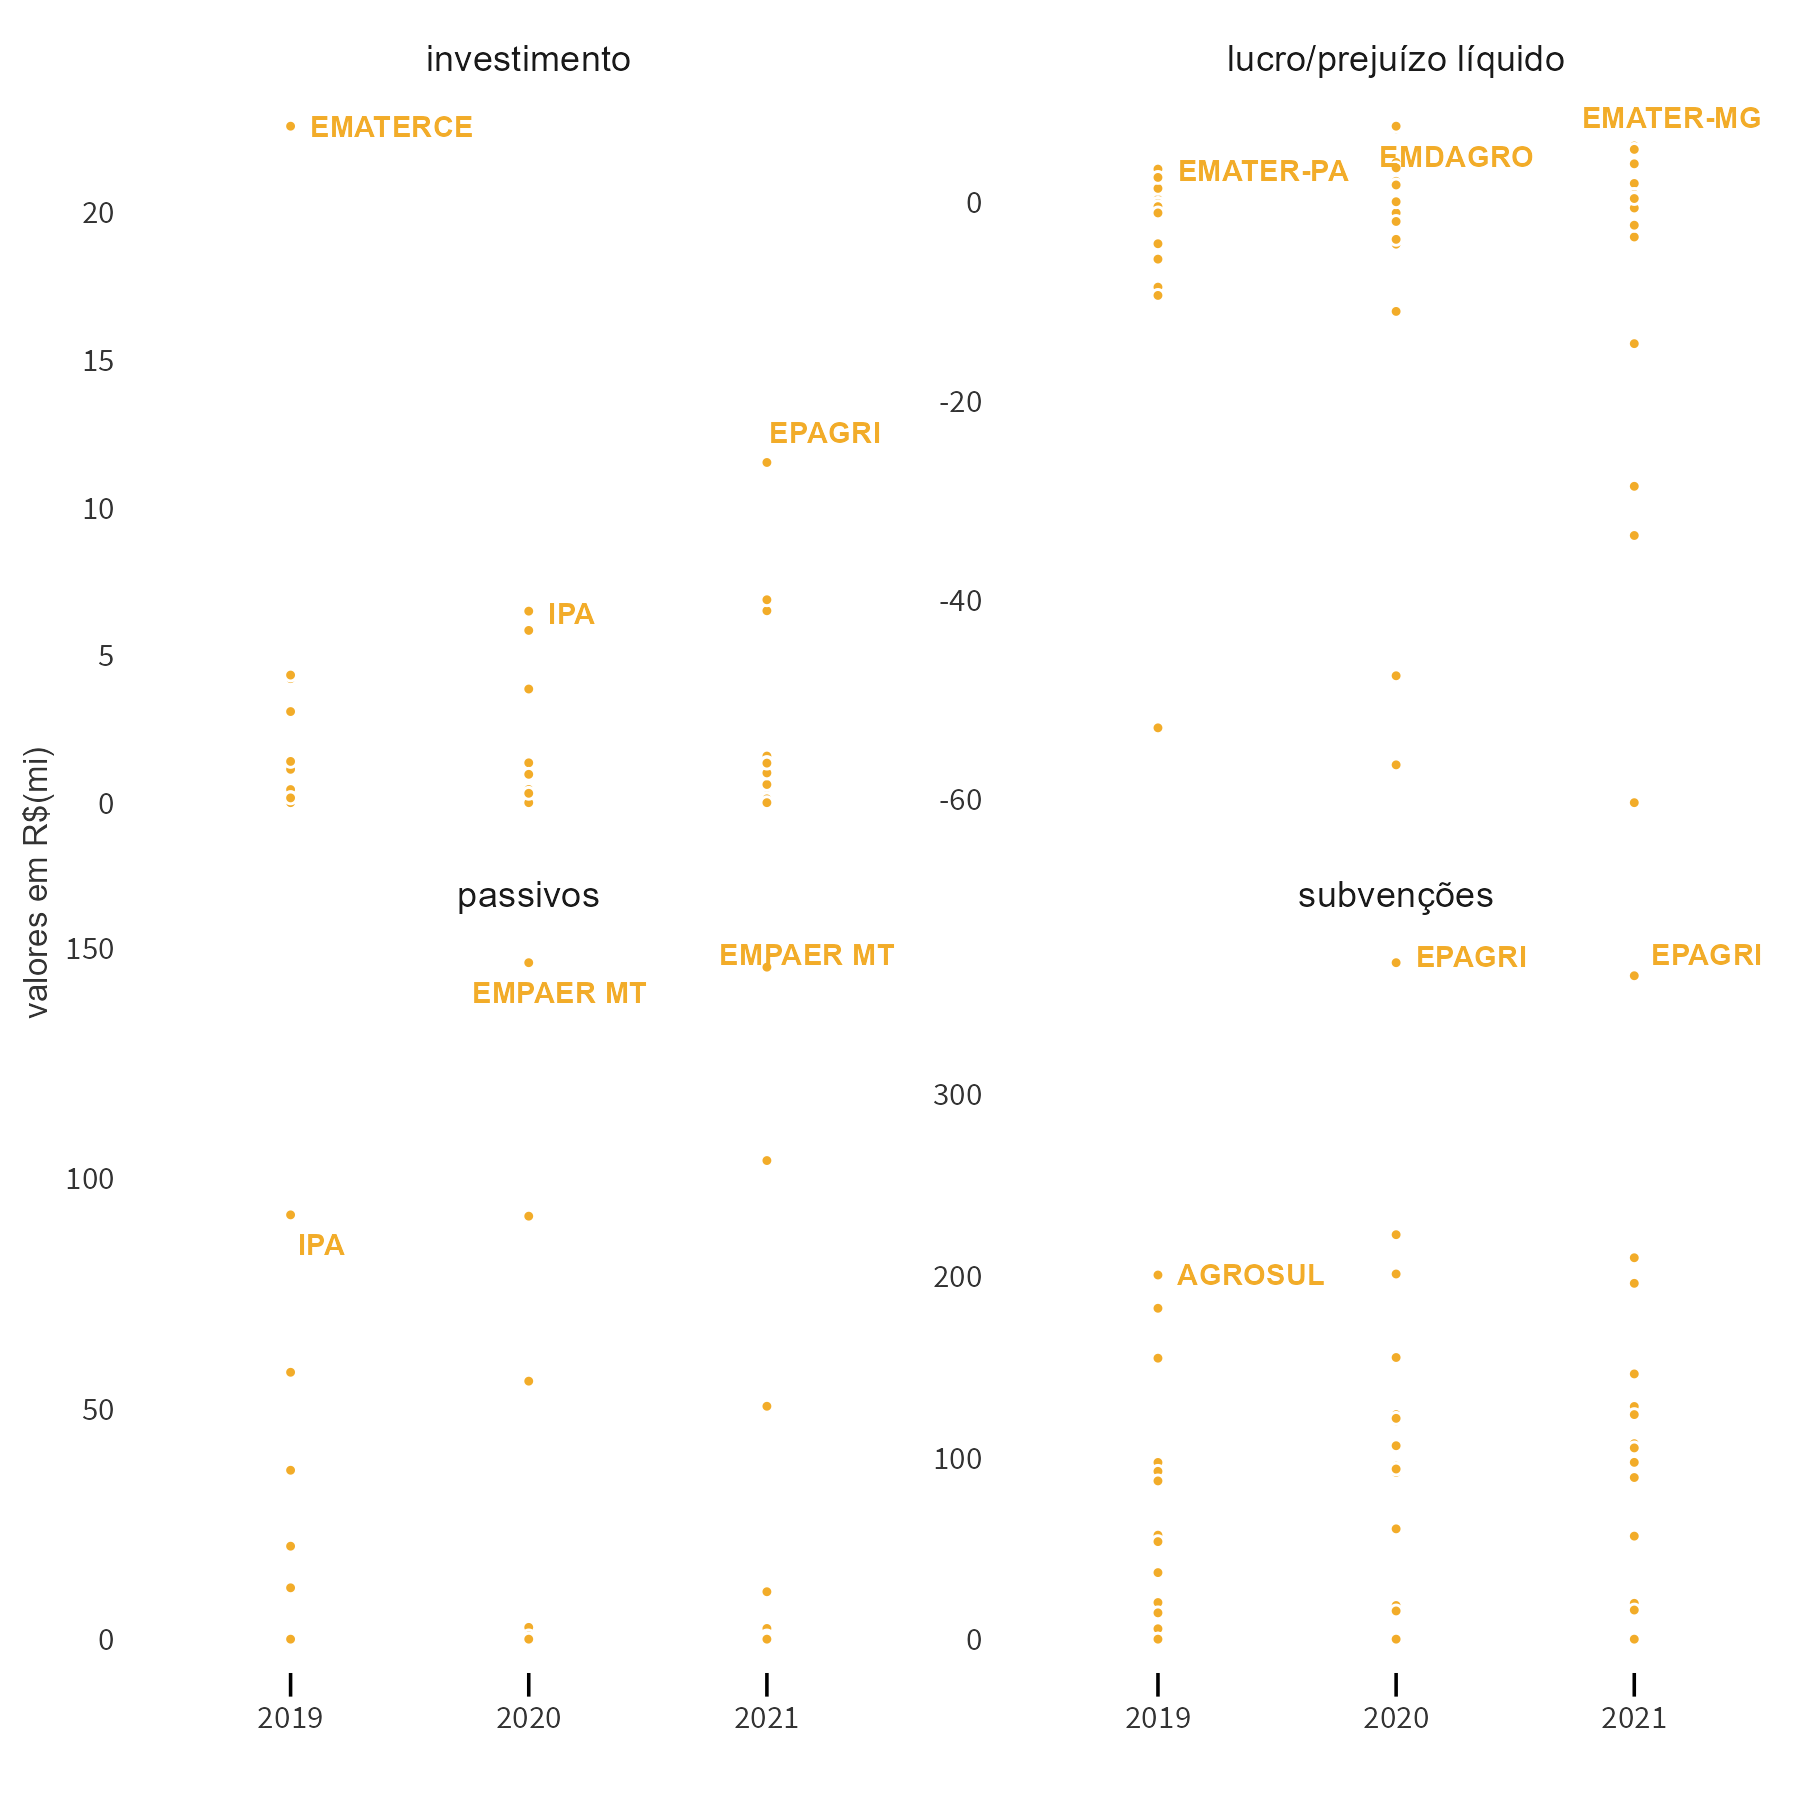 investimento
lucro/prejuízo líquido
EMATERCE
EPAGRI
IPA
20
15
10
5
0
EMATER-MG
EMDAGRO
EMATER-PA
0
-20
-40
-60
valores em R$(mi)
passivos
subvenções
EMPAER MT
EMPAER MT
IPA
150
100
50
0
2019
2020
2021
EPAGRI
EPAGRI
AGROSUL
300
200
100
0
2019
2020
2021